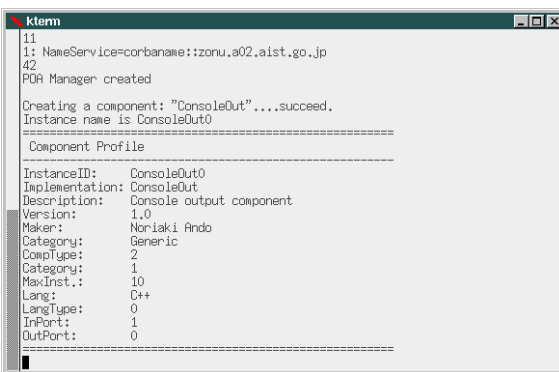 kterm
11
1: NameService=corbaname::zonu.a02.aist.go.jp
42
POA Manager created
Creating a component: "ConsoleOut"....succeed.
Instance name is ConsoleOut0
=======================================================
Component Profile
-------------------------------------------------------
InstanceID: ConsoleOut0
Implementation: ConsoleOut
Description: Console output component
Version: 1.0
Maker: Noriaki Ando
Category: Generic
CompType: 2
Category: 1
MaxInst.: 10
Lang: C++
LangType: 0
InPort: 1
OutPort: 0
=======================================================